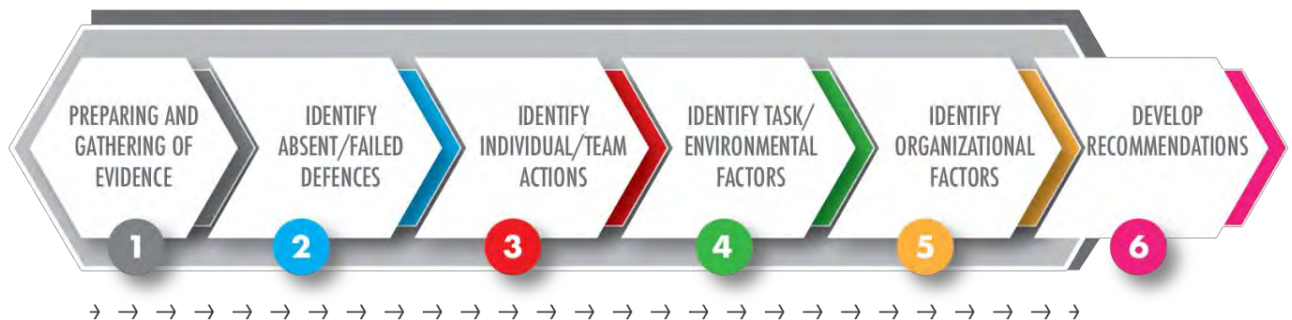 PREPARING AND
GATHERING OF
EVIDENCE
1
IDENTIFY
ABSENT/FAILED
DEFENCES
2
IDENTIFY
INDIVIDUAL/TEAM
ACTIONS
3
IDENTIFY TASK/
ENVIRONMENTAL
FACTORS
4
IDENTIFY
ORGANIZATIONAL
FACTORS
5
DEVELOP
RECOMMENDATIONS
6